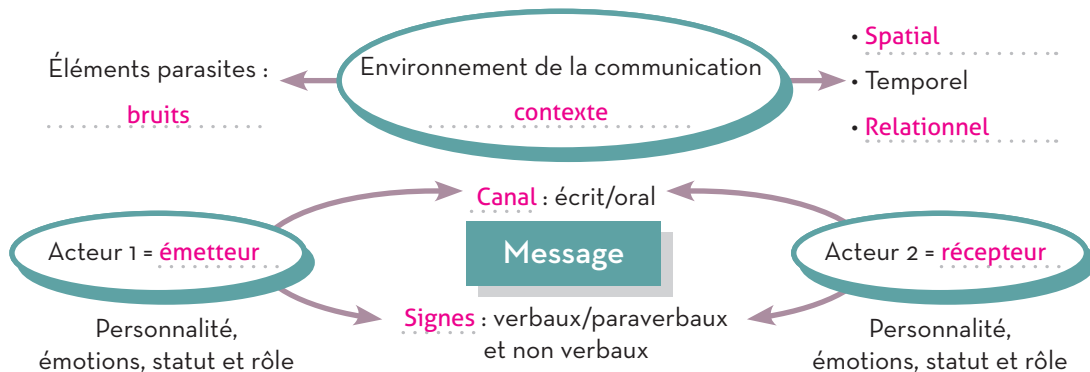 Éléments parasites :
bruits
Environnement de la communication
contexte
• Spatial
• Temporel
• Relationnel
Canal : écrit/oral
Acteur 1 = émetteur
Message
Acteur 2 = récepteur
Signes : verbaux/paraverbaux
et non verbaux
Personnalité,
émotions, statut et rôle
Personnalité,
émotions, statut et rôle